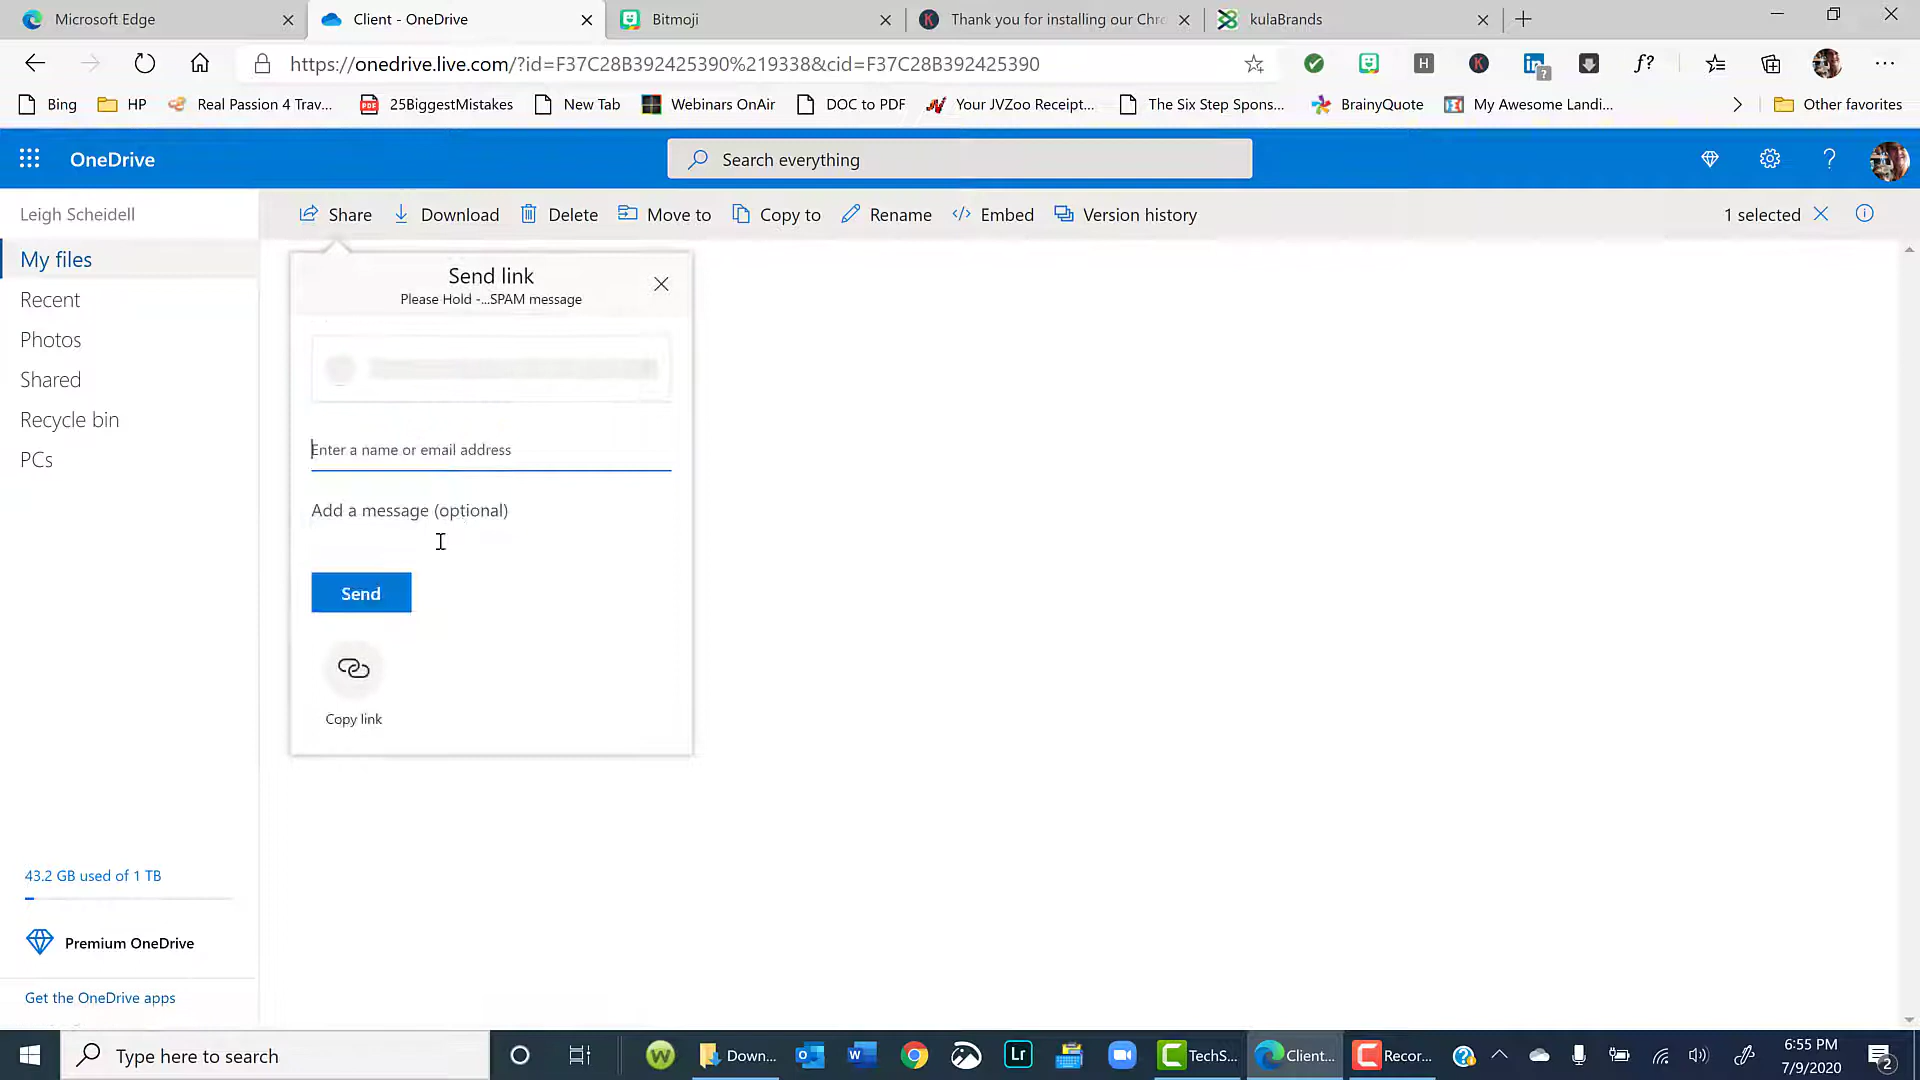 Microsoft Edge
Client - OneDrive
Bitmoji
Thank you for installing our Chr
kulaBrands
https://onedrive.live.com/?id=F37C28B392425390%219338&cid=F37C28B392425390
H
K
in
?
f?
Bing
HP
Real Passion 4 Trav...
PDF
25BiggestMistakes
New Tab
Webinars OnAir
DOC to PDF
Your JVZoo Receipt...
The Six Step Spons...
BrainyQuote
My Awesome Landi...
Other favorites
OneDrive
Search everything
?
Leigh Scheidell
Share
Download
Delete
Move to
Copy to
Rename
Embed
Version history
1 selected
My files
Recent
Photos
Shared
Recycle bin
PCs
Send link
Please Hold -...SPAM message
Enter a name or email address
Add a message (optional)
Send
Copy link
43.2 GB used of 1 TB
Premium OneDrive
Get the OneDrive apps
Type here to search
W
Down...
Lr
TechS...
Client...
Recor...
6:55 PM
7/9/2020
2